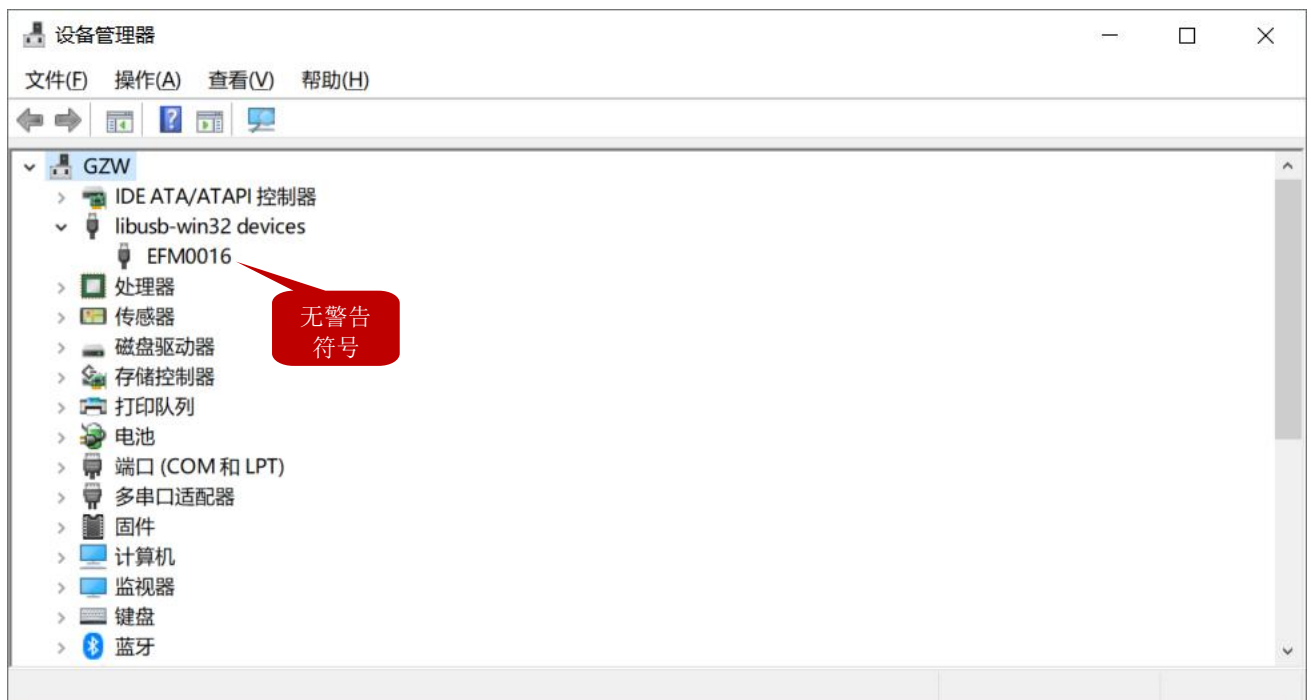 设备管理器
文件(F) 操作(A) 查看(V) 帮助(H)
GZW
IDE ATA/ATAPI 控制器
libusb-win32 devices
EFM0016
处理器
传感器
无警告
符号
磁盘驱动器
存储控制器
打印队列
电池
端口 (COM 和 LPT)
多串口适配器
固件
计算机
监视器
键盘
蓝牙